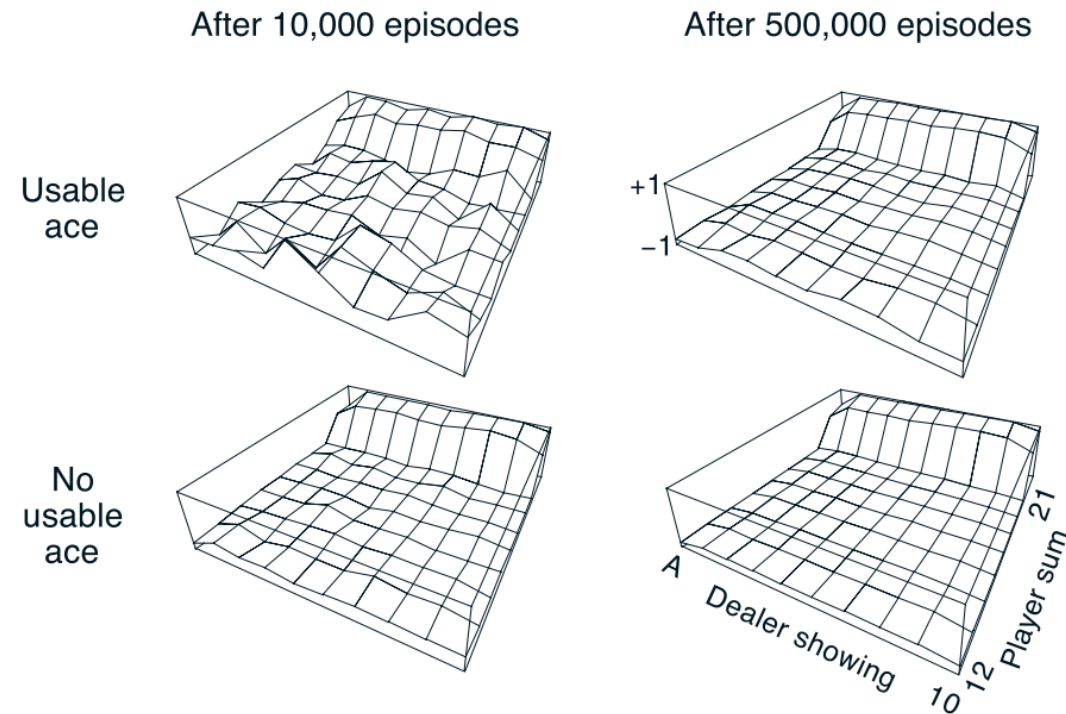 After 10,000 episodes
After 500,000 episodes
Usable
ace
+1
−1
No
usable
ace
A
Dealer showing
10
12
Player sum
21